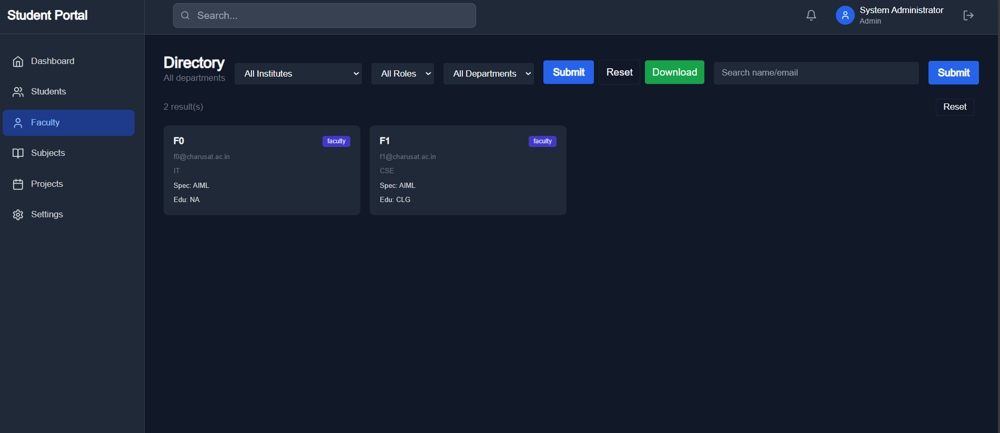 Student Portal
Search...
System Administrator
Admin
Dashboard
Students
Faculty
Subjects
Projects
Settings
Directory
All departments
All Institutes
All Roles
All Departments
Submit
Reset
Download
Search name/email
Submit
2 result(s)
Reset
F0
faculty
f0@charusat.ac.in
IT
Spec: AIML
Edu: NA
F1
faculty
f1@charusat.ac.in
CSE
Spec: AIML
Edu: CLG